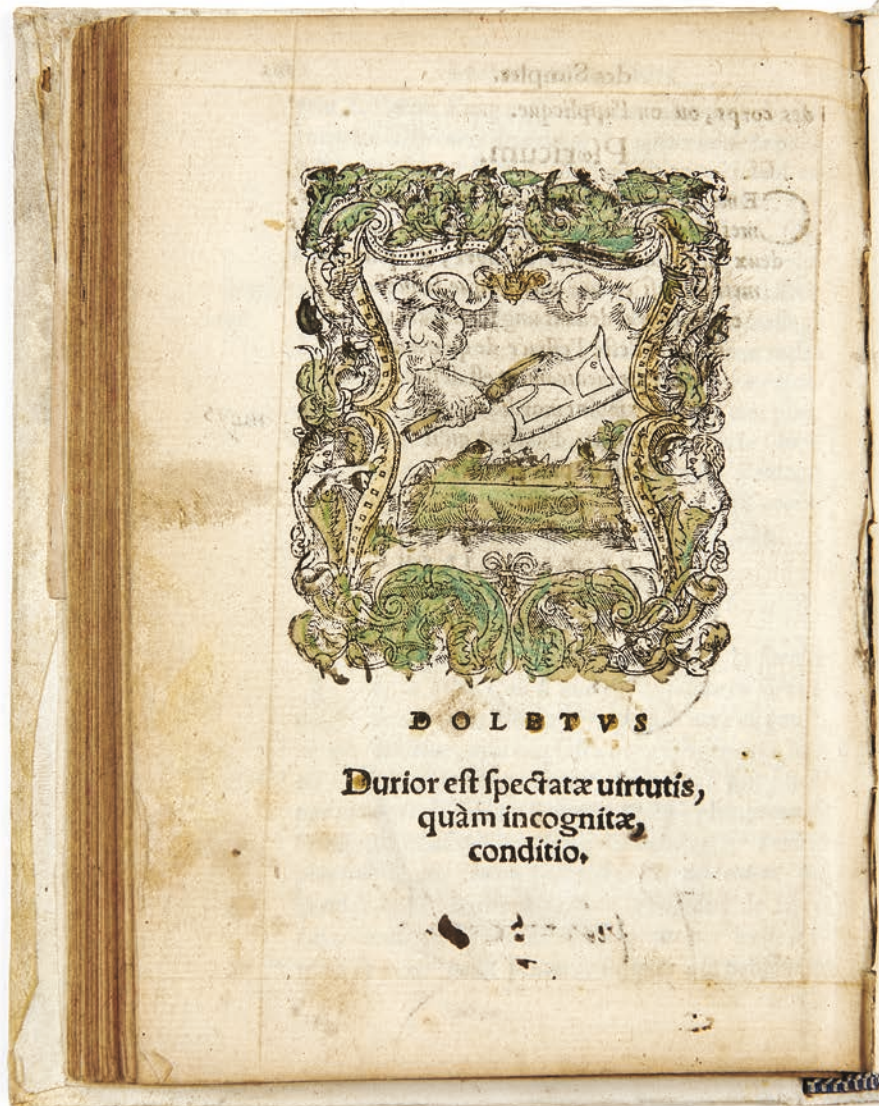 DOLETVS
Durior eſt ſpectatæ uirtutis,
quàm incognitæ,
conditio.